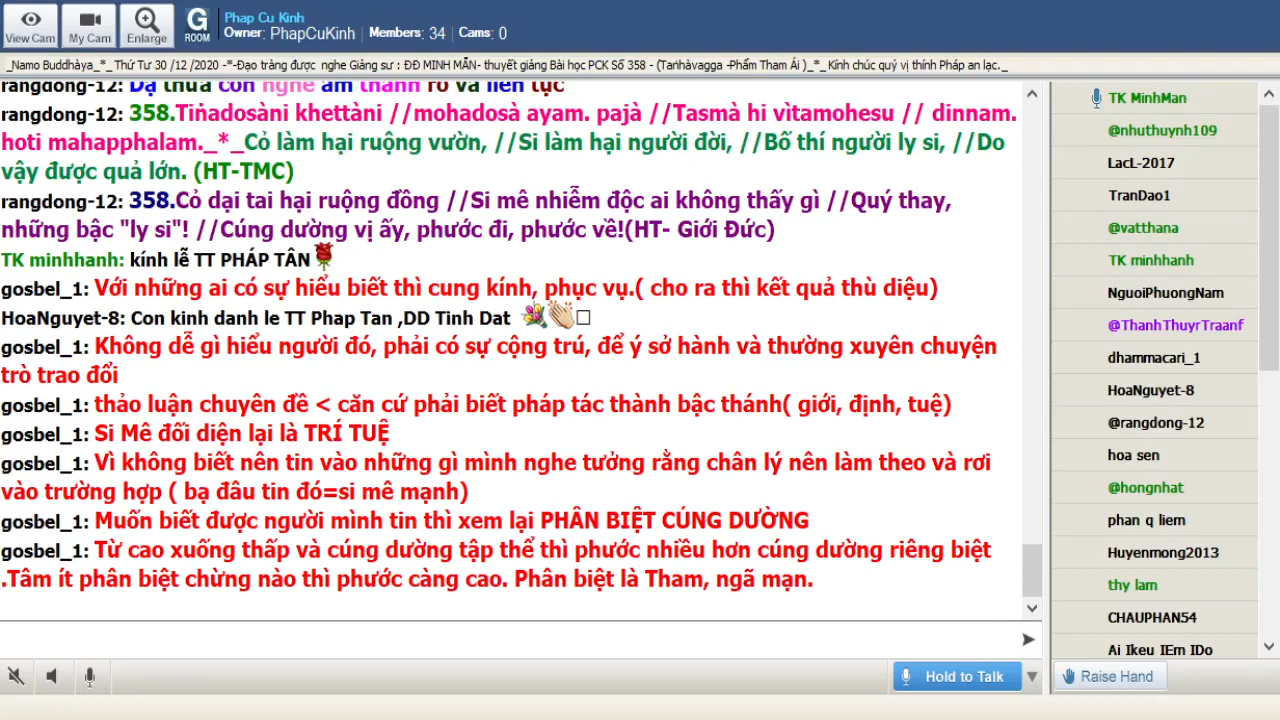 View Cam
My Cam
Enlarge
G
ROOM
Phap Cu Kinh
Owner: PhapCuKinh | Members: 34 | Cams: 0
_Namo Buddhàya_*_ Thứ Tư 30 /12 /2020 -*-Đạo tràng được nghe Giảng sư : ĐĐ MINH MẪN- thuyết giảng Bài học PCK Số 358 - (Taṅhàvagga -Phẩm Tham Ái )_*_ Kính chúc quý vị thính Pháp an lạc._
rangdong-12: Dạ thưa con nghe âm thanh rõ và liên tục
rangdong-12: 358.Tiṅadosàni khettàni //mohadosà ayam. pajà //Tasmà hi vìtamohesu // dinnam.
hoti mahapphalam._*_Cỏ làm hại ruộng vườn, //Si làm hại người đời, //Bố thí người ly si, //Do
vậy được quả lớn. (HT-TMC)
rangdong-12: 358.Cỏ dại tai hại ruộng đồng //Si mê nhiễm độc ai không thấy gì //Quý thay,
những bậc "ly si"! //Cúng dường vị ấy, phước đi, phước về!(HT- Giới Đức)
TK minhhanh: kính lễ TT PHÁP TÂN
gosbel_1: Với những ai có sự hiểu biết thì cung kính, phục vụ.( cho ra thì kết quả thù diệu)
HoaNguyet-8: Con kinh danh le TT Phap Tan ,DD Tinh Dat
gosbel_1: Không dễ gì hiểu người đó, phải có sự cộng trú, để ý sở hành và thường xuyên chuyện
trò trao đổi
gosbel_1: thảo luận chuyên đề < căn cứ phải biết pháp tác thành bậc thánh( giới, định, tuệ)
gosbel_1: Si Mê đối diện lại là TRÍ TUỆ
gosbel_1: Vì không biết nên tin vào những gì mình nghe tưởng rằng chân lý nên làm theo và rơi
vào trường hợp ( bạ đâu tin đó=si mê mạnh)
gosbel_1: Muốn biết được người mình tin thì xem lại PHÂN BIỆT CÚNG DƯỜNG
gosbel_1: Từ cao xuống thấp và cúng dường tập thể thì phước nhiều hơn cúng dường riêng biệt
.Tâm ít phân biệt chừng nào thì phước càng cao. Phân biệt là Tham, ngã mạn.
TK MinhMan
@nhuthuynh109
LacL-2017
TranDao1
@vatthana
TK minhhanh
NguoiPhuongNam
@ThanhThuyrTraanf
dhammacari_1
HoaNguyet-8
@rangdong-12
hoa sen
@hongnhat
phan q liem
Huyenmong2013
thy lam
CHAUPHAN54
Ai Ikeu IEm IDo
Hold to Talk
Raise Hand